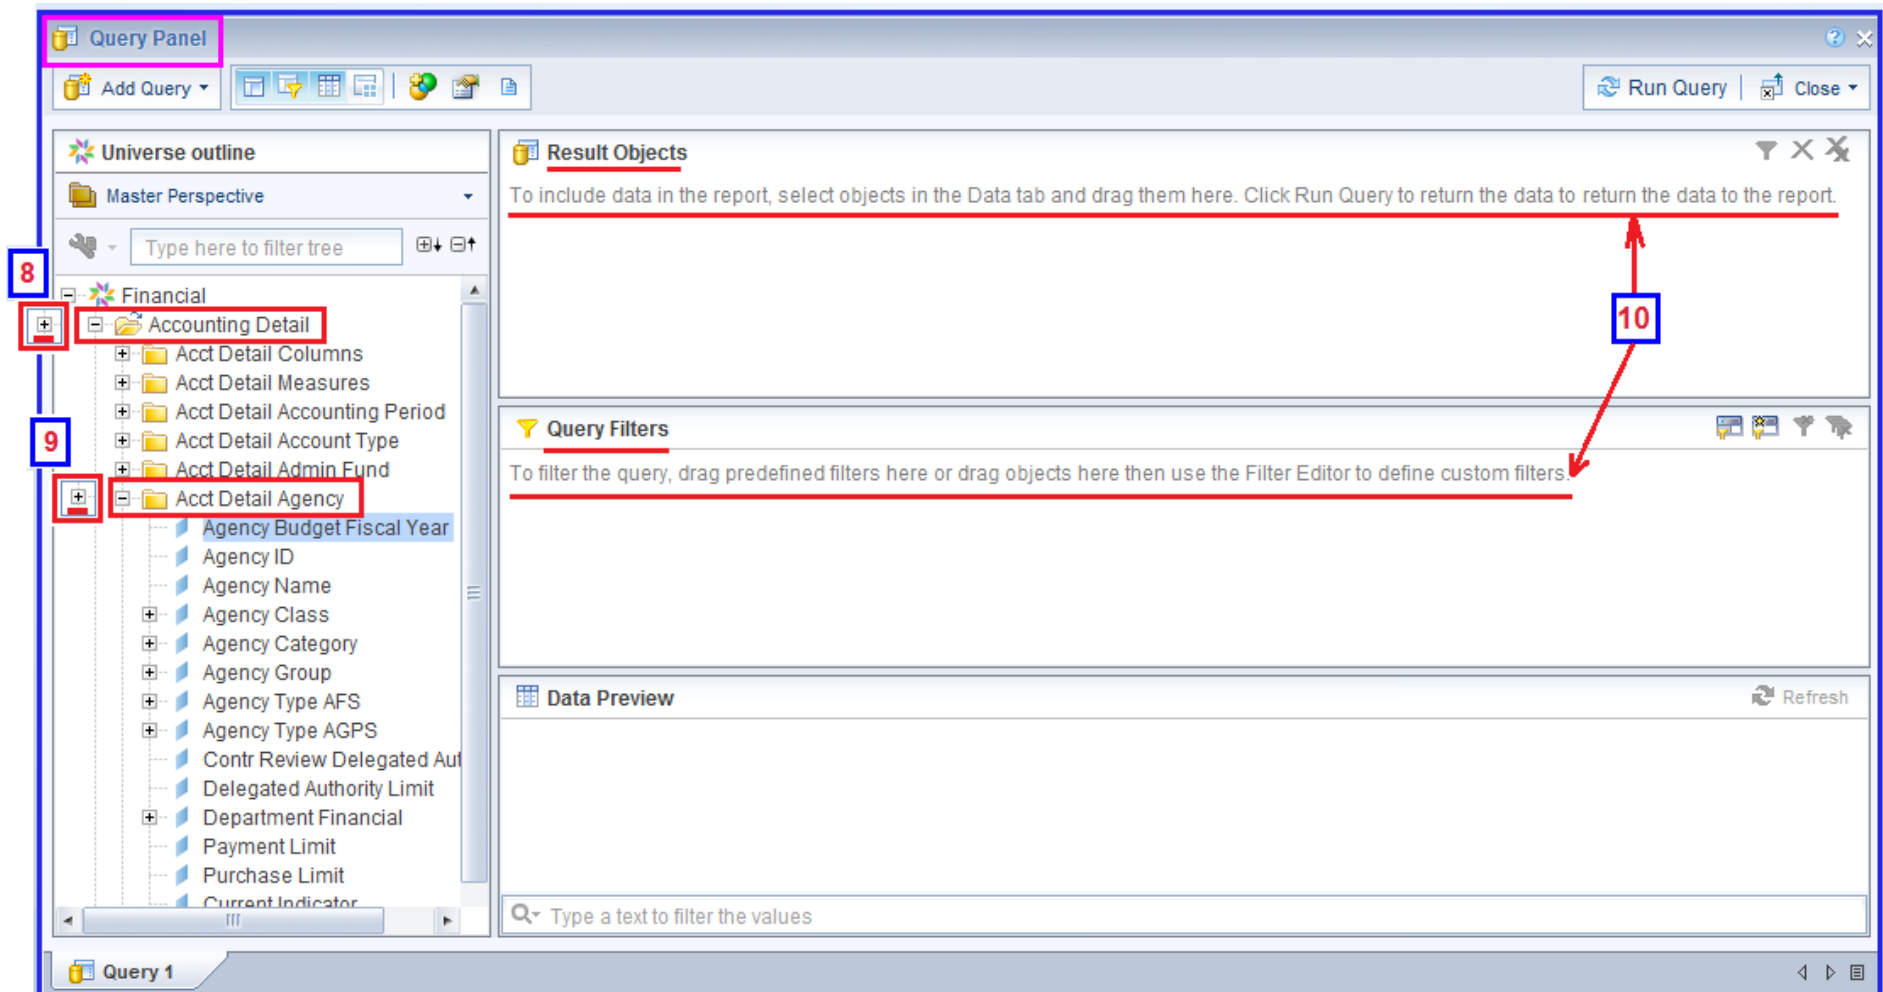 Query Panel
Add Query
Run Query
Close
Universe outline
Master Perspective
Type here to filter tree
8
Financial
Accounting Detail
Acct Detail Columns
Acct Detail Measures
Acct Detail Accounting Period
9
Acct Detail Account Type
Acct Detail Admin Fund
Acct Detail Agency
Agency Budget Fiscal Year
Agency ID
Agency Name
Agency Class
Agency Category
Agency Group
Agency Type AFS
Agency Type AGPS
Contr Review Delegated Aut
Delegated Authority Limit
Department Financial
Payment Limit
Purchase Limit
Current Indicator
Result Objects
To include data in the report, select objects in the Data tab and drag them here. Click Run Query to return the data to return the data to the report.
10
Query Filters
To filter the query, drag predefined filters here or drag objects here then use the Filter Editor to define custom filters.
Data Preview
Refresh
Type a text to filter the values
Query 1